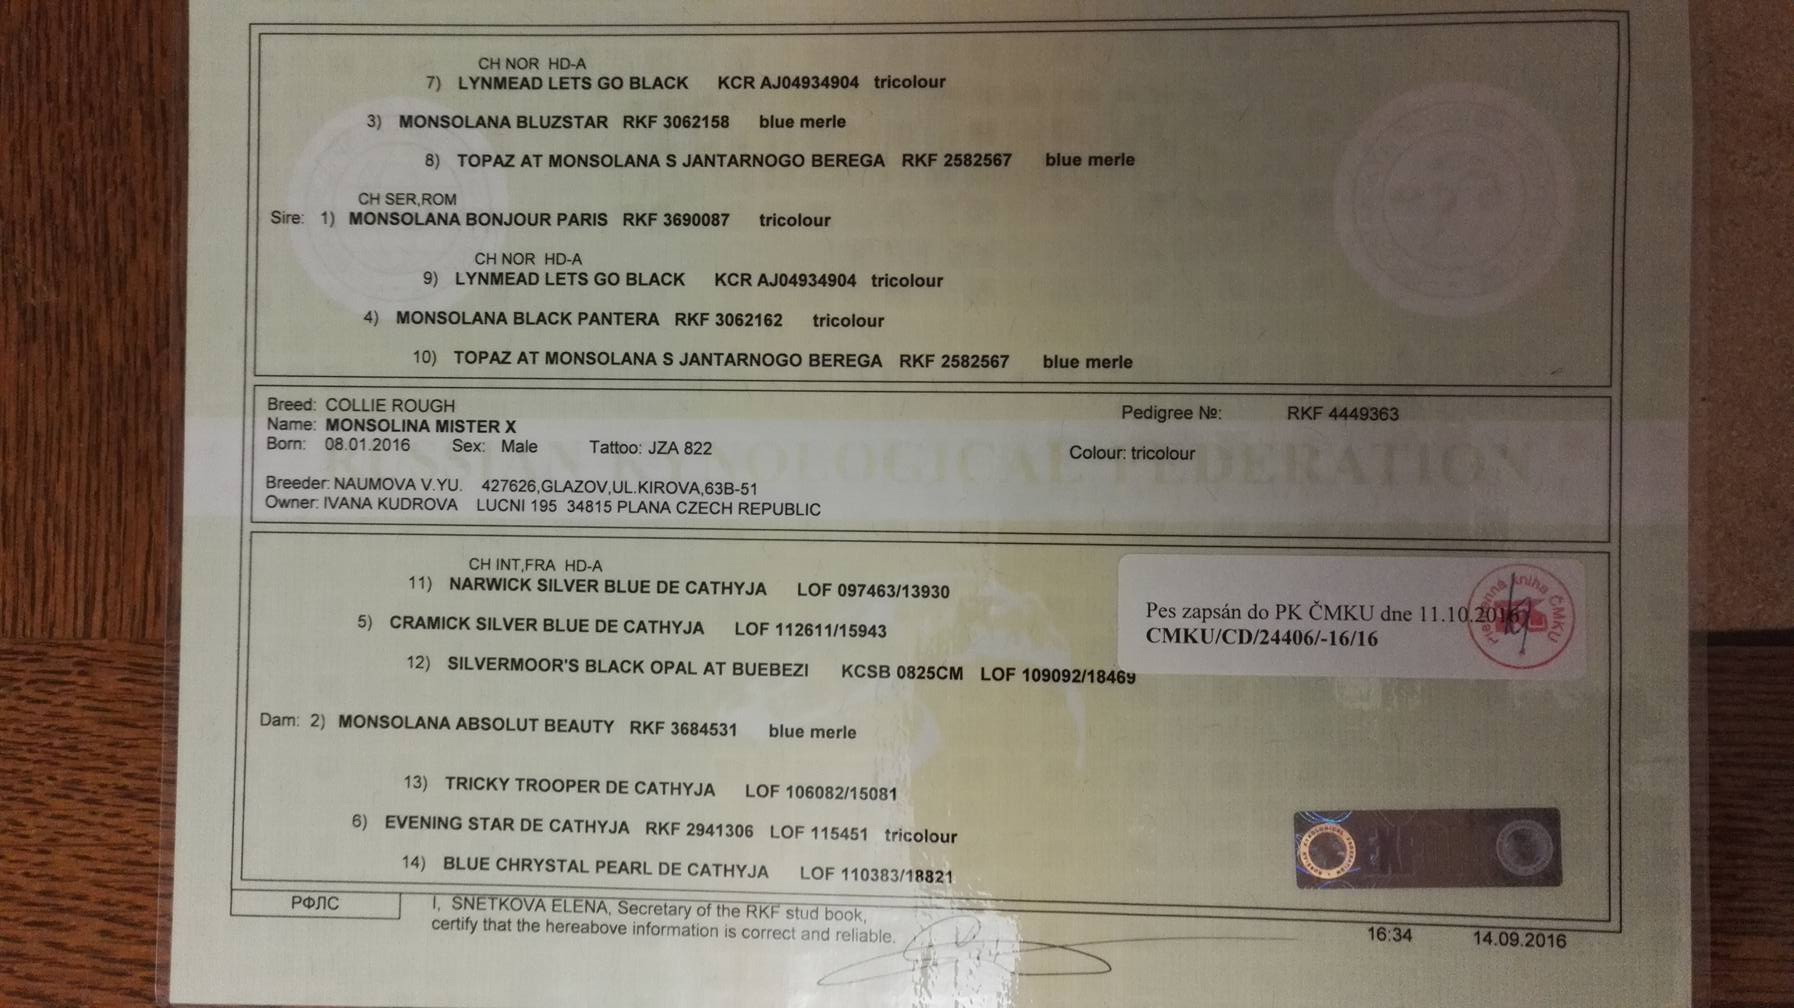 CH NOR HD-A
7) LYNMEAD LETS GO BLACK KCR AJ04934904 tricolour
3) MONSOLANA BLUZSTAR RKF 3062158 blue merle
8) TOPAZ AT MONSOLANA S JANTARNOGO BEREGA RKF 2582567 blue merle
CH SER,ROM
Sire: 1) MONSOLANA BONJOUR PARIS RKF 3690087 tricolour
CH NOR HD-A
9) LYNMEAD LETS GO BLACK KCR AJ04934904 tricolour
4) MONSOLANA BLACK PANTERA RKF 3062162 tricolour
10) TOPAZ AT MONSOLANA S JANTARNOGO BEREGA RKF 2582567 blue merle
Breed: COLLIE ROUGH Pedigree №: RKF 4449363
Name: MONSOLINA MISTER X
Born: 08.01.2016 Sex: Male Tattoo: JZA 822 Colour: tricolour
RUSSIAN KYNOLOGICAL FEDERATION
Breeder: NAUMOVA V.YU. 427626,GLAZOV,UL.KIROVA,63B-51
Owner: IVANA KUDROVA LUCNI 195 34815 PLANA CZECH REPUBLIC
CH INT,FRA HD-A
11) NARWICK SILVER BLUE DE CATHYJA LOF 097463/13930
5) CRAMICK SILVER BLUE DE CATHYJA LOF 112611/15943
12) SILVERMOOR'S BLACK OPAL AT BUEBEZI KCSB 0825CM LOF 109092/18469
Pes zapsán do PK ČMKU dne 11.10.2016
CMKU/CD/24406/-16/16
Plemenná kniha ČMKU
Dam: 2) MONSOLANA ABSOLUT BEAUTY RKF 3684531 blue merle
13) TRICKY TROOPER DE CATHYJA LOF 106082/15081
6) EVENING STAR DE CATHYJA RKF 2941306 LOF 115451 tricolour
14) BLUE CHRYSTAL PEARL DE CATHYJA LOF 110383/18821
РФЛС
I, SNETKOVA ELENA, Secretary of the RKF stud book,
certify that the hereabove information is correct and reliable.
16:34 14.09.2016